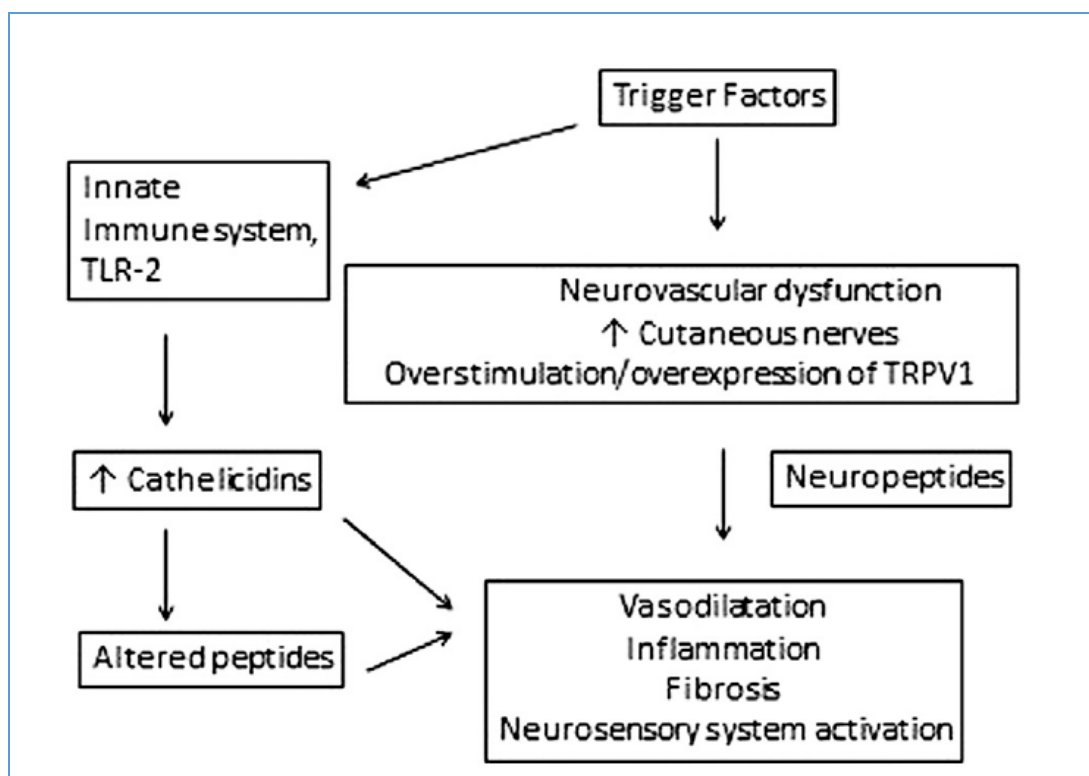 Trigger Factors
Innate
Immune system,
TLR-2
Neurovascular dysfunction
↑ Cutaneous nerves
Overstimulation/overexpression of TRPV1
↑ Cathelicidins
Neuropeptides
Altered peptides
Vasodilatation
Inflammation
Fibrosis
Neurosensory system activation